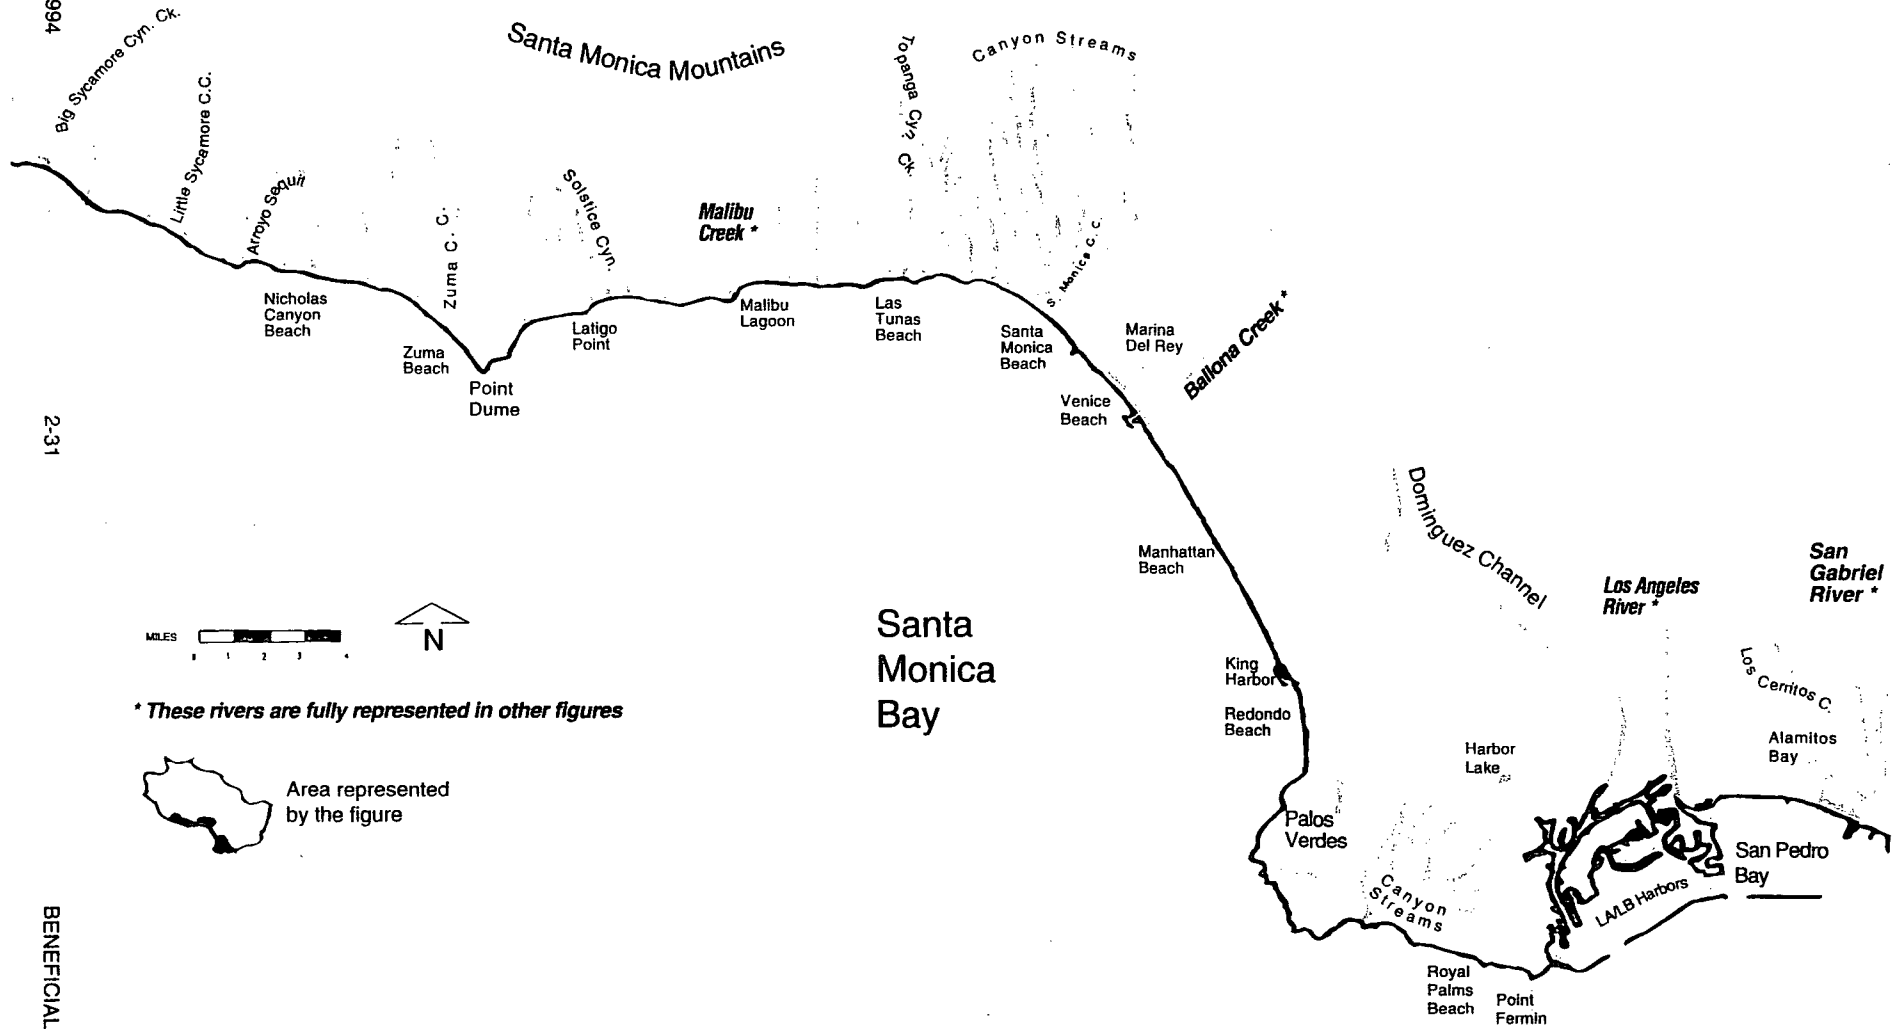 994
2-31
BENEFICIAL
Big Sycamore Cyn. Ck.
Little Sycamore C.C.
Arroyo Sequit
Santa Monica Mountains
Zuma C. C.
Solstice Cyn.
Malibu
Creek *
Topanga Cyn. Ck.
Canyon Streams
S. Monica C. C.
Nicholas
Canyon
Beach
Zuma
Beach
Point
Dume
Latigo
Point
Malibu
Lagoon
Las
Tunas
Beach
Santa
Monica
Beach
Marina
Del Rey
Ballona Creek *
Venice
Beach
Manhattan
Beach
Dominguez Channel
Los Angeles
River *
San
Gabriel
River *
Los Cerritos C.
Alamitos
Bay
MILES
0 1 2 3 4
N
Santa
Monica
Bay
King
Harbor
Redondo
Beach
Harbor
Lake
* These rivers are fully represented in other figures
Area represented
by the figure
Palos
Verdes
Canyon
Streams
San Pedro
Bay
LA/LB Harbors
Royal
Palms
Beach
Point
Fermin